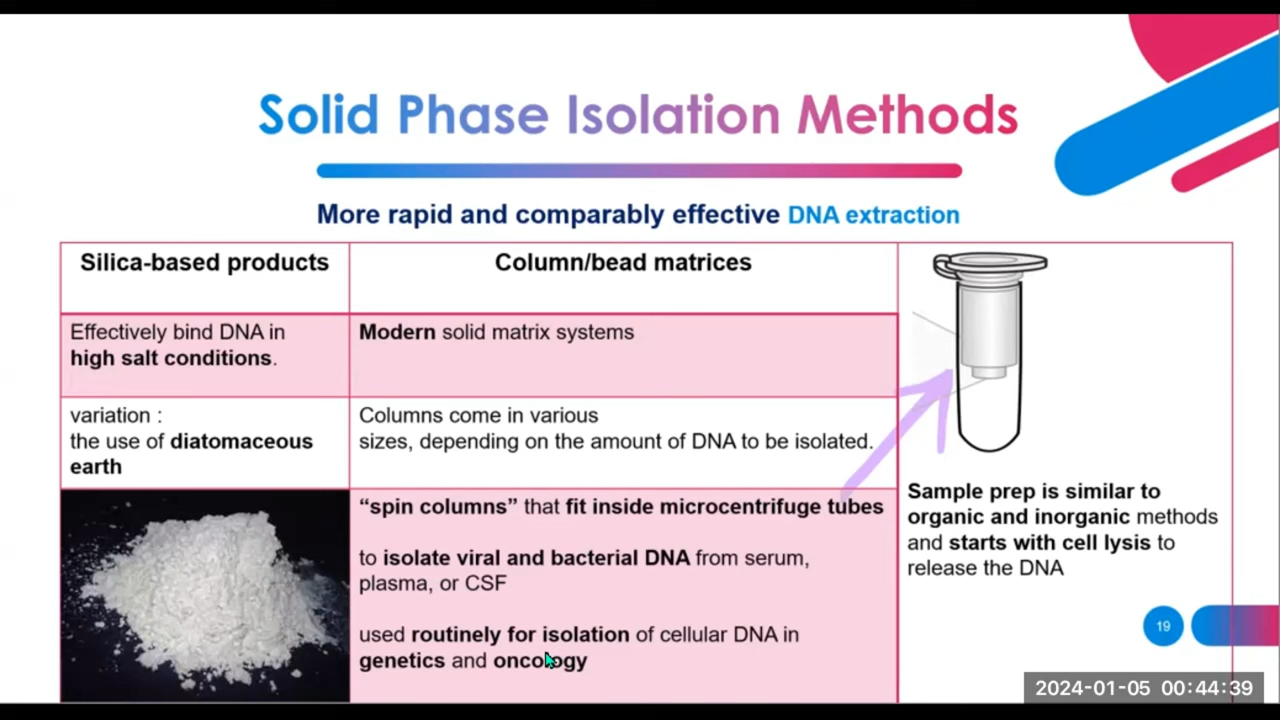 Solid Phase Isolation Methods
More rapid and comparably effective DNA extraction
Silica-based products
Column/bead matrices
Effectively bind DNA in
high salt conditions.
Modern solid matrix systems
variation :
the use of diatomaceous
earth
Columns come in various
sizes, depending on the amount of DNA to be isolated.
“spin columns” that fit inside microcentrifuge tubes
to isolate viral and bacterial DNA from serum,
plasma, or CSF
used routinely for isolation of cellular DNA in
genetics and oncology
Sample prep is similar to
organic and inorganic methods
and starts with cell lysis to
release the DNA
19
2024-01-05 00:44:39